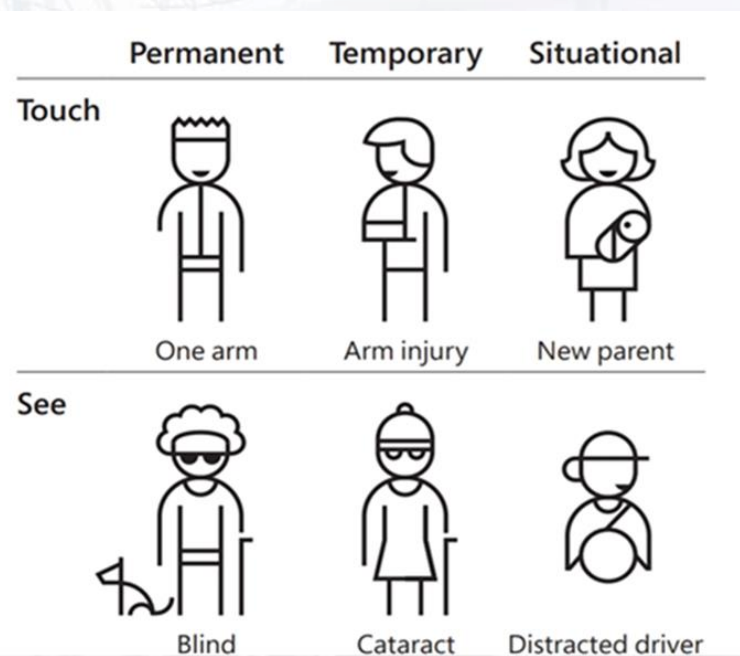 Permanent Temporary Situational
Touch
One arm Arm injury New parent
See
Blind Cataract Distracted driver